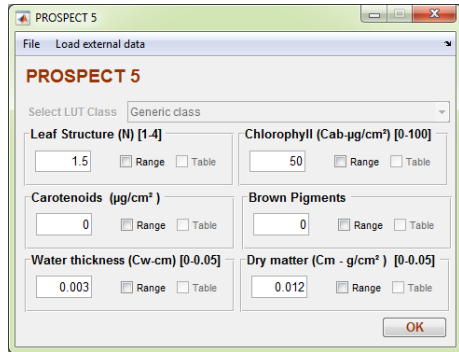 PROSPECT 5
File Load external data
PROSPECT 5
Select LUT Class Generic class
Leaf Structure (N) [1-4] Chlorophyll (Cab-µg/cm²) [0-100]
1.5 Range Table 50 Range Table
Carotenoids (µg/cm² ) Brown Pigments
0 Range Table 0 Range Table
Water thickness (Cw-cm) [0-0.05] Dry matter (Cm - g/cm² ) [0-0.05]
0.003 Range Table 0.012 Range Table
OK